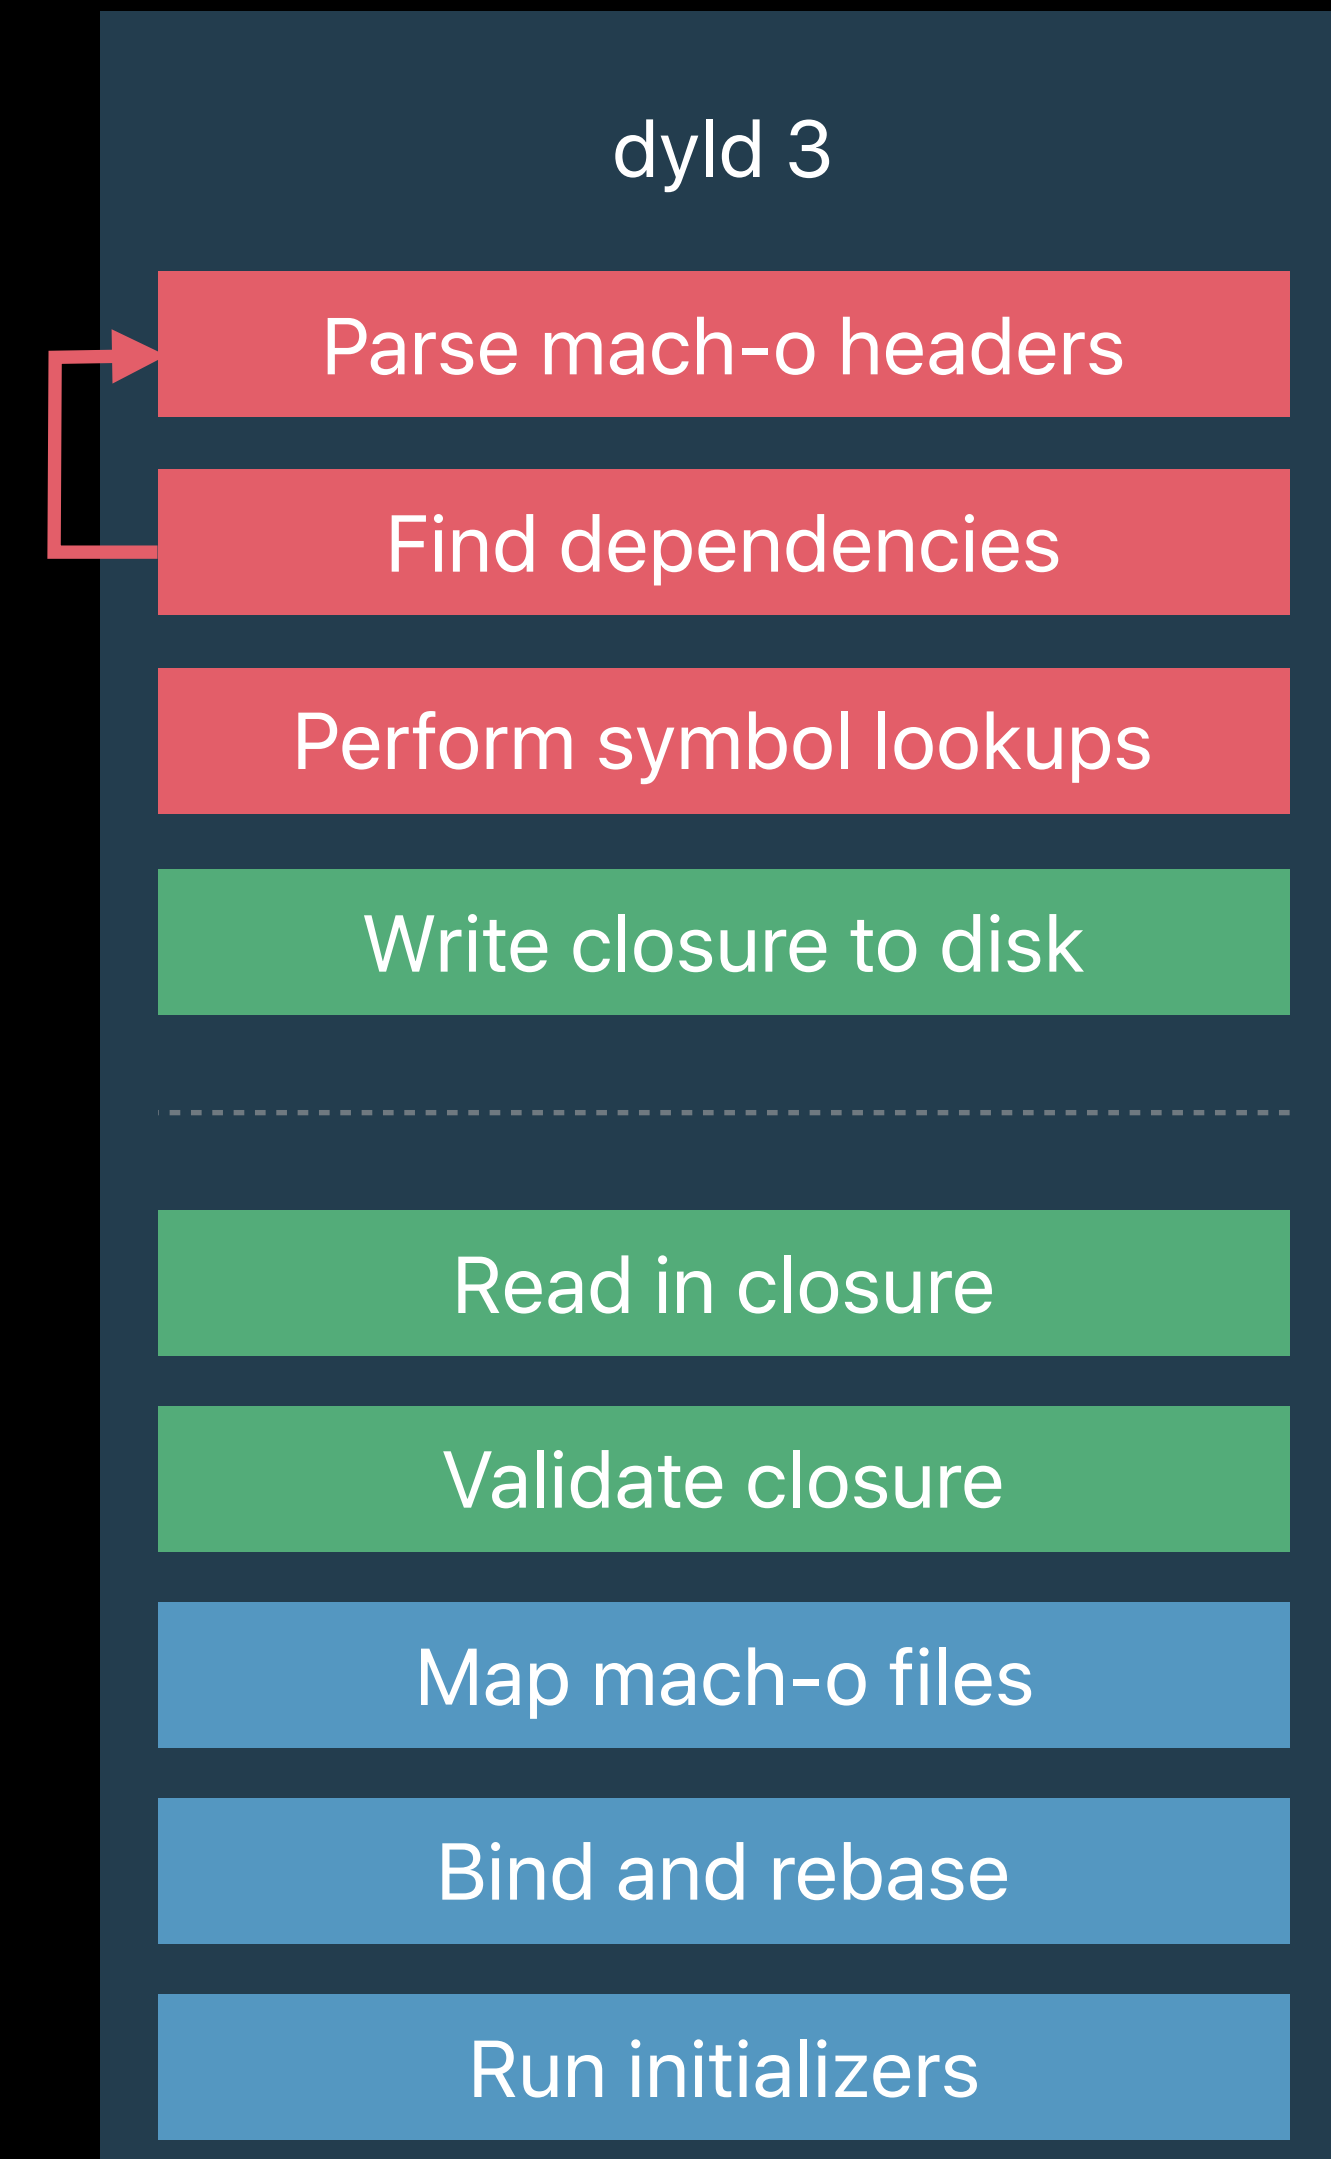 dyld 3
Parse mach-o headers
Find dependencies
Perform symbol lookups
Write closure to disk
Read in closure
Validate closure
Map mach-o files
Bind and rebase
Run initializers